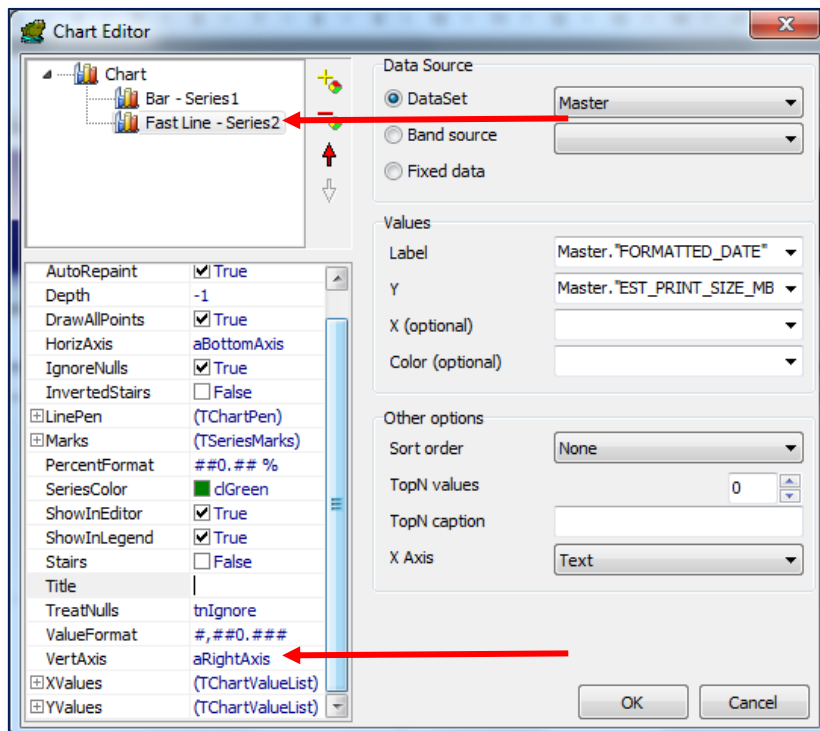 Chart Editor
Chart
Bar - Series1
Fast Line - Series2
AutoRepaint True
Depth -1
DrawAllPoints True
HorizAxis aBottomAxis
IgnoreNulls True
InvertedStairs False
LinePen (TChartPen)
Marks (TSeriesMarks)
PercentFormat ##0.## %
SeriesColor clGreen
ShowInEditor True
ShowInLegend True
Stairs False
Title
TreatNulls tnIgnore
ValueFormat #,##0.###
VertAxis aRightAxis
XValues (TChartValueList)
YValues (TChartValueList)
Data Source
DataSet Master
Band source
Fixed data
Values
Label Master."FORMATTED_DATE"
Y Master."EST_PRINT_SIZE_MB
X (optional)
Color (optional)
Other options
Sort order None
TopN values 0
TopN caption
X Axis Text
OK Cancel